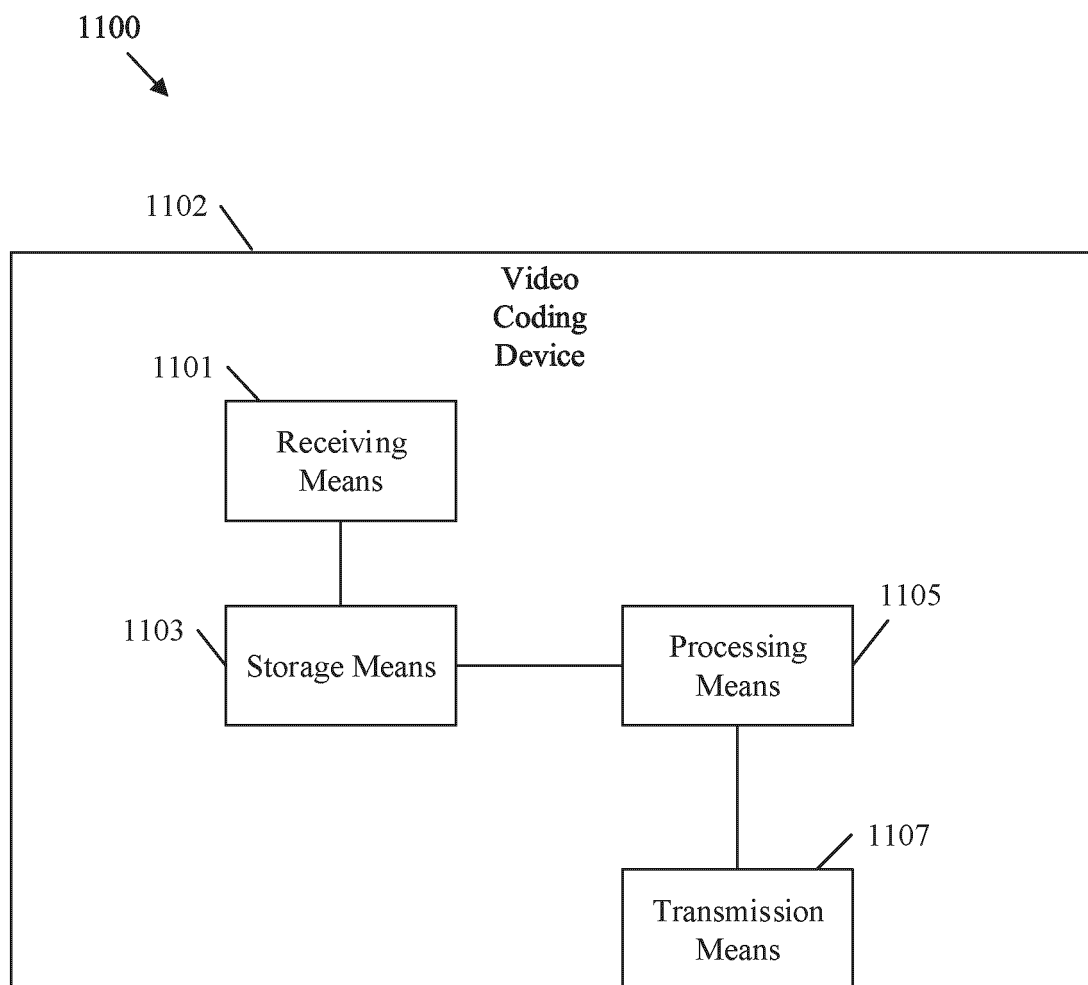 1100
1102
Video
Coding
Device
1101
Receiving
Means
1103
Storage Means
1105
Processing
Means
1107
Transmission
Means